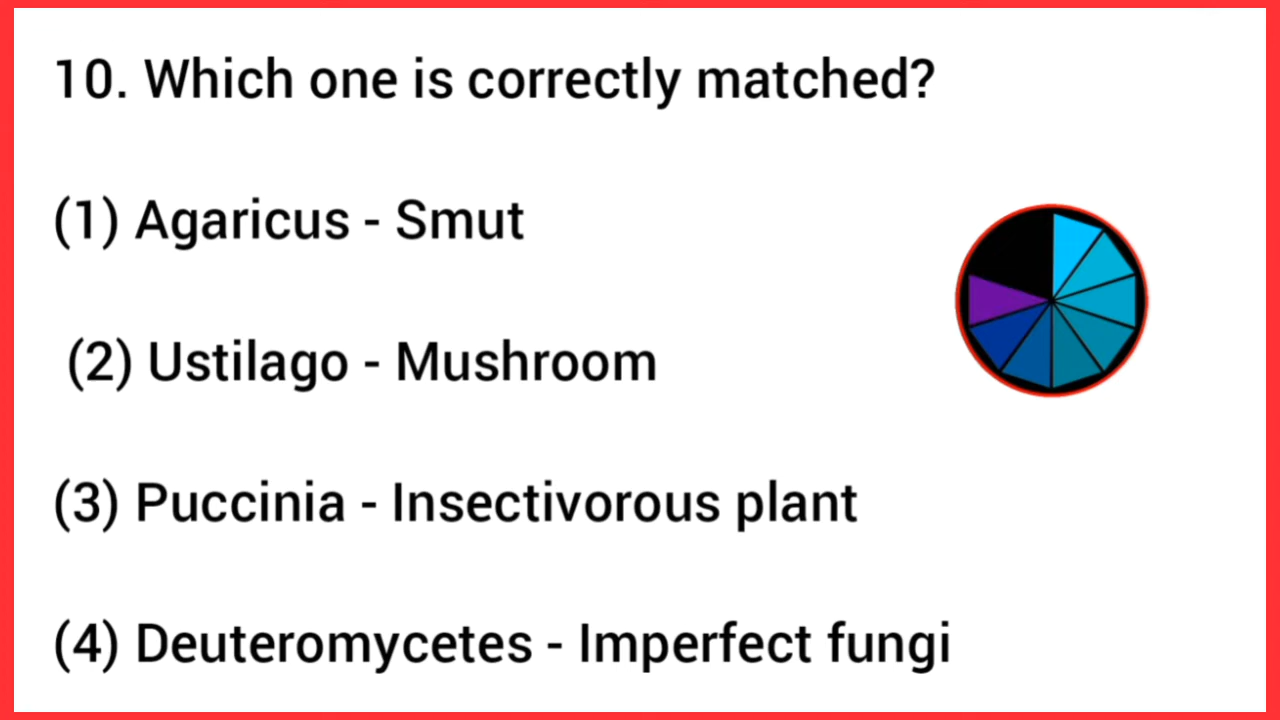 10. Which one is correctly matched?
(1) Agaricus - Smut
(2) Ustilago - Mushroom
(3) Puccinia - Insectivorous plant
(4) Deuteromycetes - Imperfect fungi